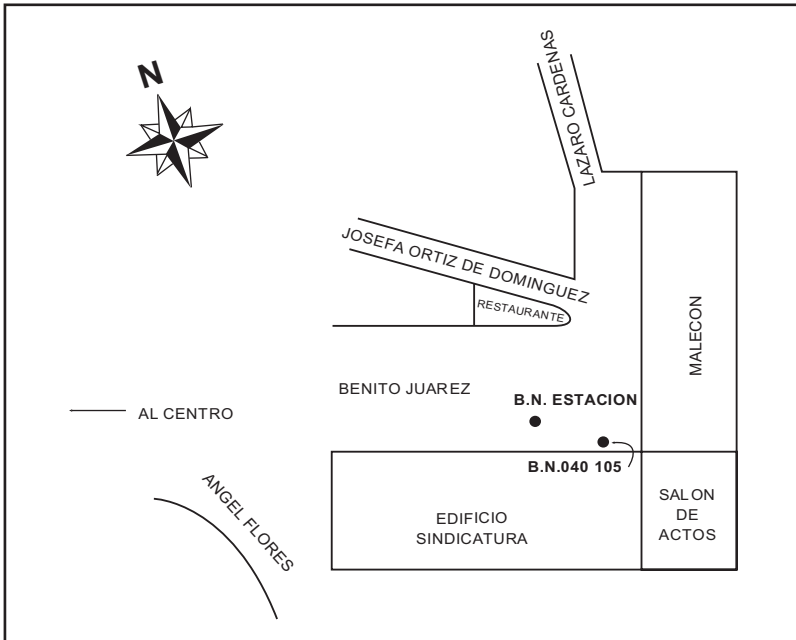 N
LAZARO CARDENAS
JOSEFA ORTIZ DE DOMINGUEZ
RESTAURANTE
MALECON
BENITO JUAREZ
B.N. ESTACION
AL CENTRO
B.N.040 105
ANGEL FLORES
EDIFICIO
SINDICATURA
SALON
DE
ACTOS